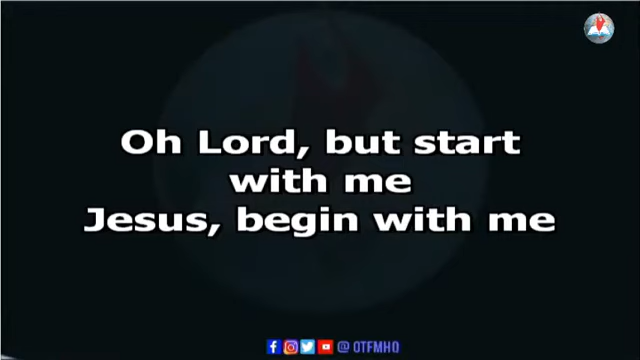 Oh Lord, but start
with me
Jesus, begin with me
@ OTFMHQ